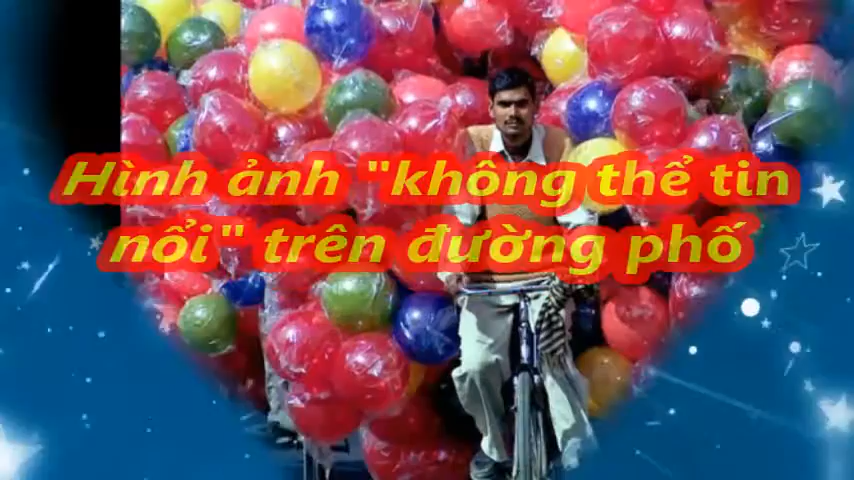 Hình ảnh "không thể tin
nổi" trên đường phố